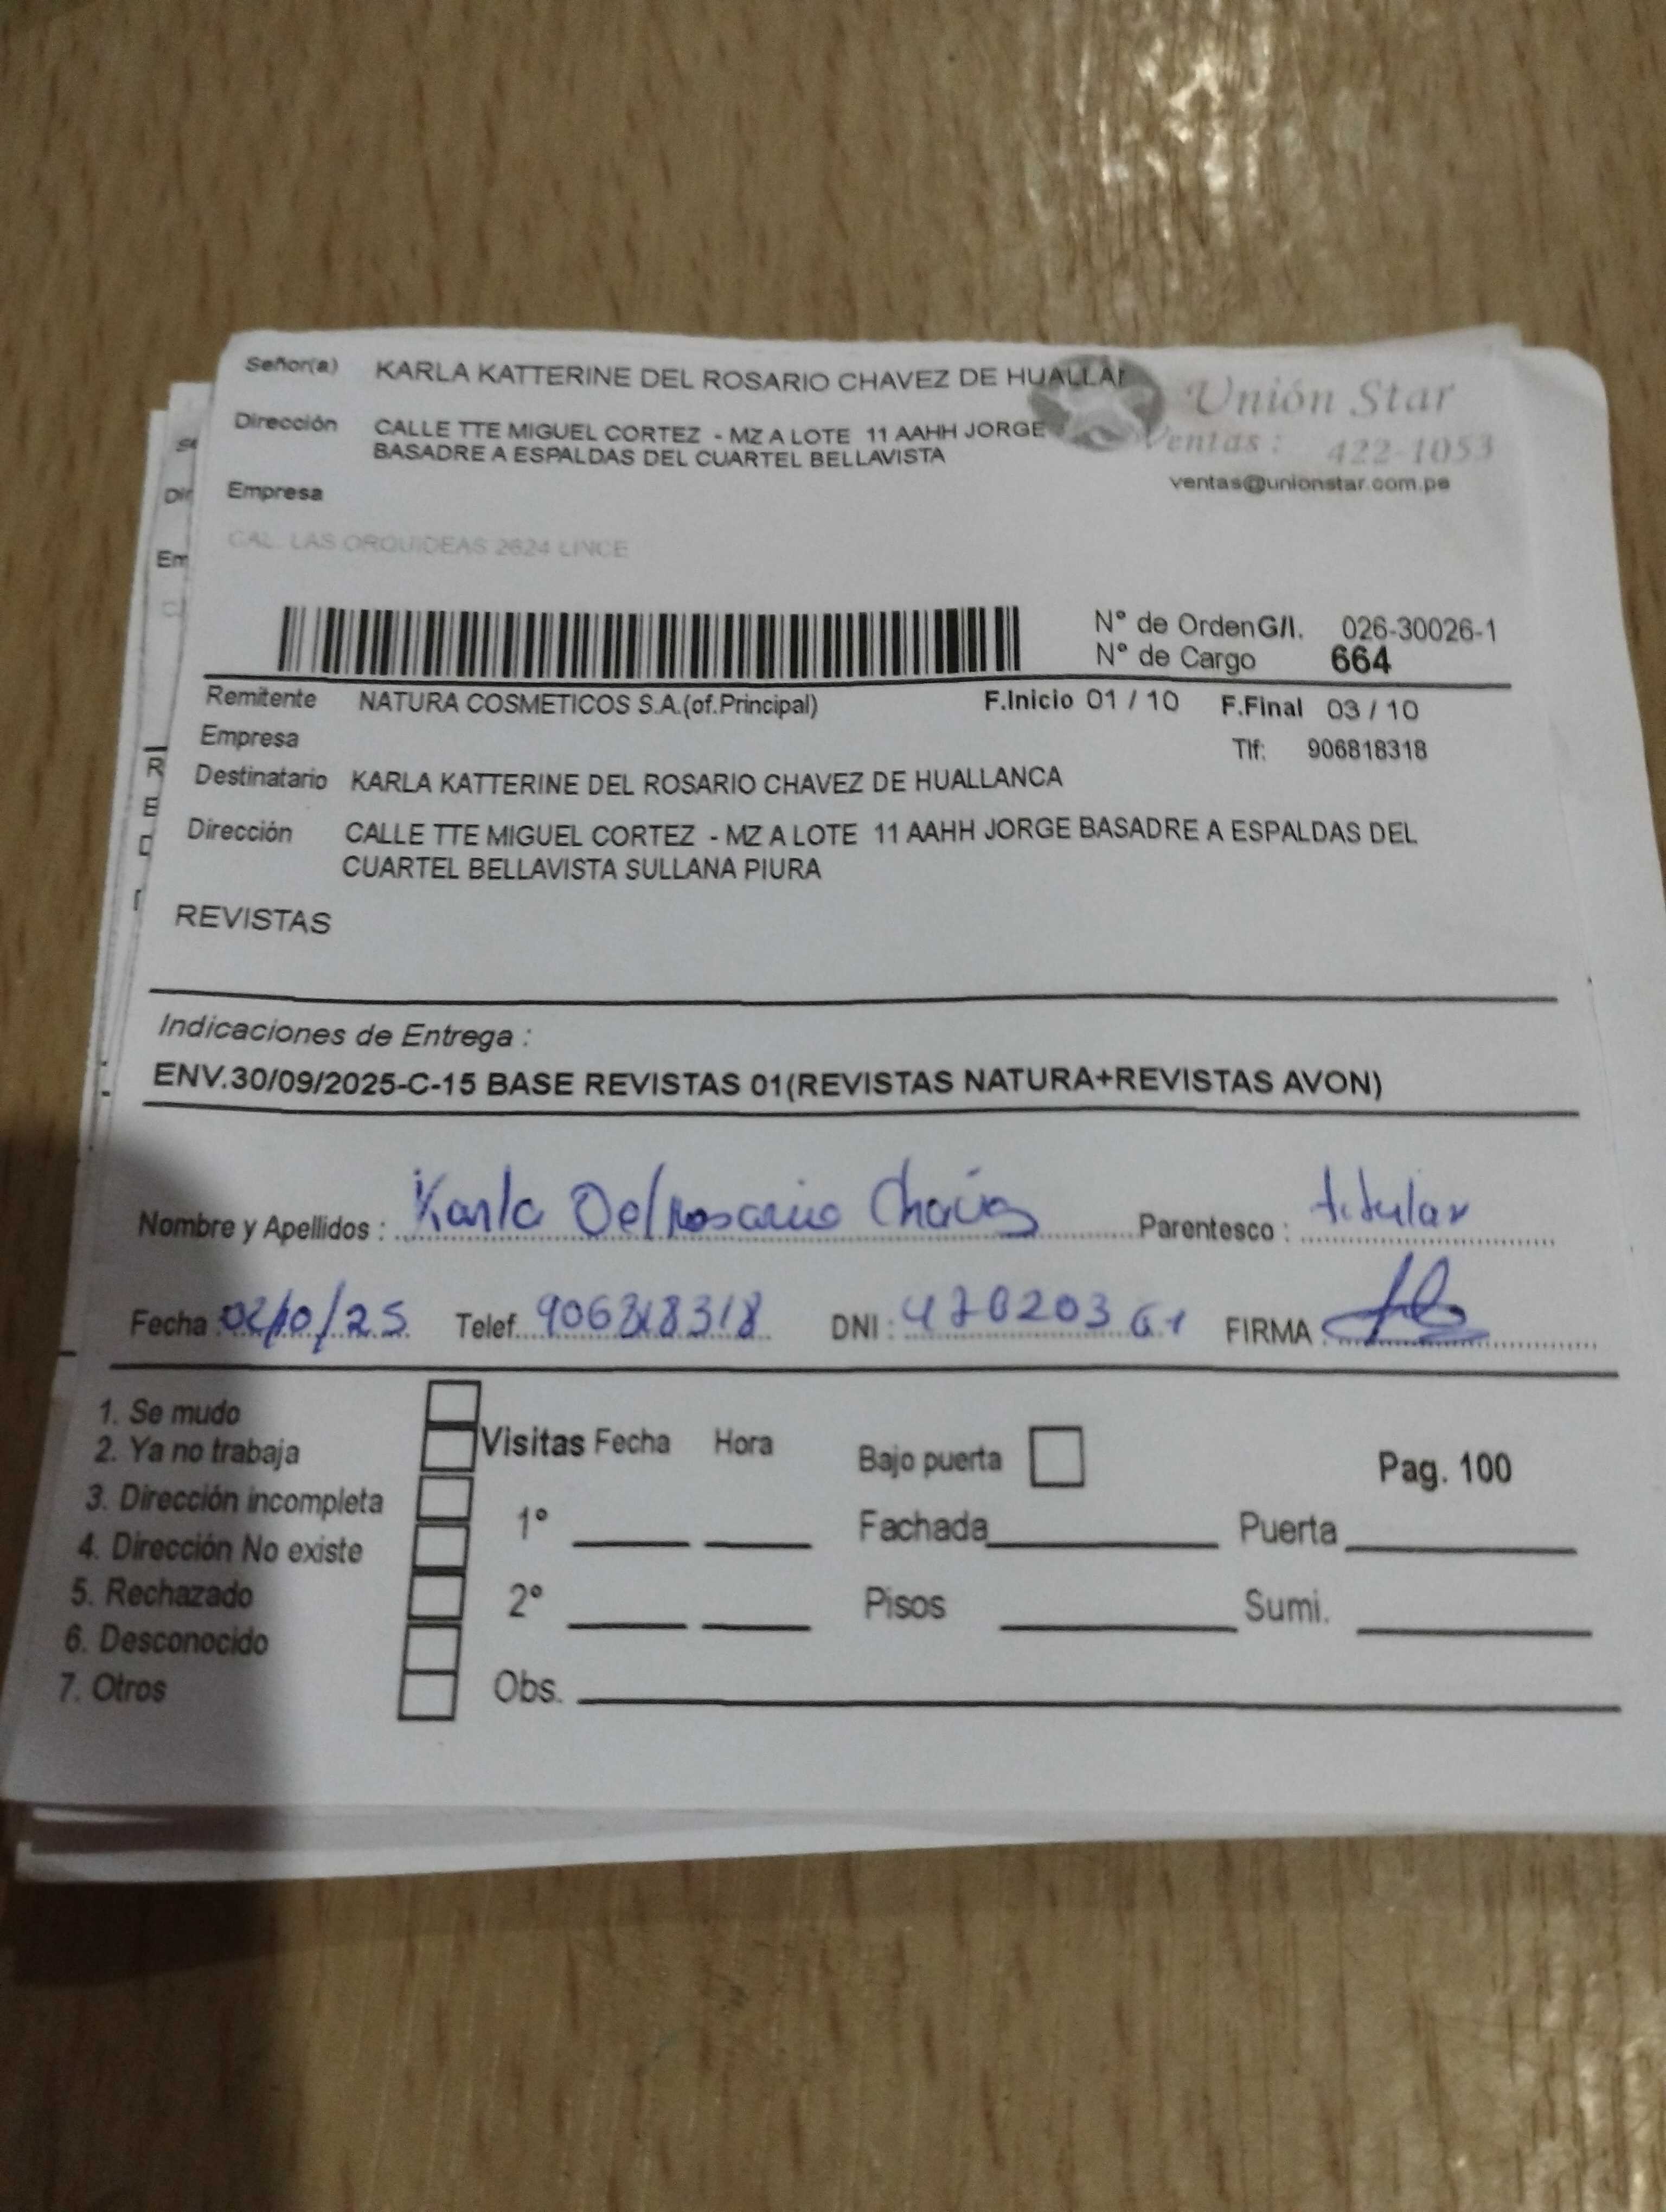 Señor(a) KARLA KATTERINE DEL ROSARIO CHAVEZ DE HUALLAN
Unión Star
Dirección CALLE TTE MIGUEL CORTEZ - MZ A LOTE 11 AAHH JORGE
BASADRE A ESPALDAS DEL CUARTEL BELLAVISTA
Ventas : 422-1053
ventas@unionstar.com.pe
Empresa
CAL. LAS ORQUIDEAS 2624 LINCE
Nº de Orden G/I. 026-30026-1
Nº de Cargo 664
Remitente NATURA COSMETICOS S.A.(of.Principal) F.Inicio 01 / 10 F.Final 03 / 10
Empresa Tlf: 906818318
Destinatario KARLA KATTERINE DEL ROSARIO CHAVEZ DE HUALLANCA
Dirección CALLE TTE MIGUEL CORTEZ - MZ A LOTE 11 AAHH JORGE BASADRE A ESPALDAS DEL
CUARTEL BELLAVISTA SULLANA PIURA
REVISTAS
Indicaciones de Entrega :
ENV.30/09/2025-C-15 BASE REVISTAS 01(REVISTAS NATURA+REVISTAS AVON)
Nombre y Apellidos : Karla Del rosario Chavez Parentesco : titular
Fecha 02/10/25 Telef. 906818318 DNI : FIRMA :
1. Se mudo
2. Ya no trabaja
3. Dirección incompleta
4. Dirección No existe
5. Rechazado
6. Desconocido
7. Otros
Visitas Fecha Hora
1º
2º
Obs.
Bajo puerta Pag. 100
Fachada Puerta
Pisos Sumi.